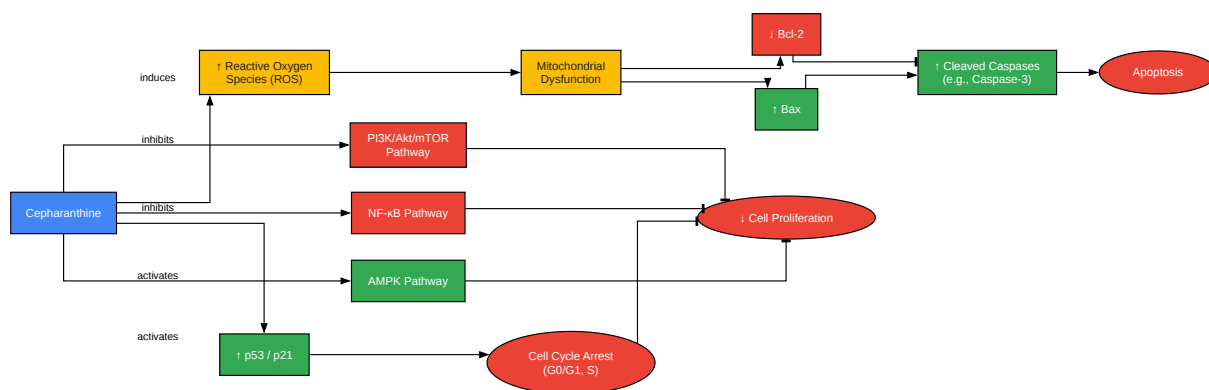 ↓ Bcl-2
induces
↑ Reactive Oxygen
Species (ROS)
Mitochondrial
Dysfunction
↑ Cleaved Caspases
(e.g., Caspase-3)
Apoptosis
↑ Bax
inhibits
PI3K/Akt/mTOR
Pathway
Cepharanthine
inhibits
NF-κB Pathway
↓ Cell Proliferation
activates
AMPK Pathway
activates
↑ p53 / p21
Cell Cycle Arrest
(G0/G1, S)